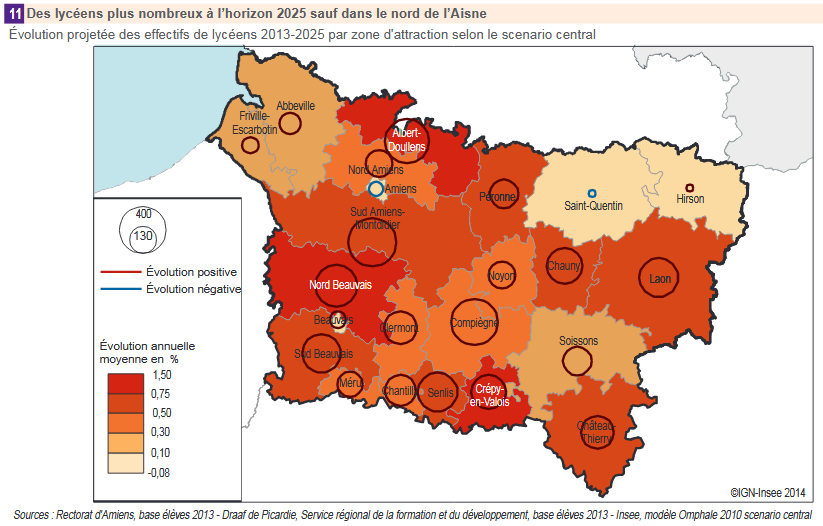 11 Des lycéens plus nombreux à l'horizon 2025 sauf dans le nord de l'Aisne
Évolution projetée des effectifs de lycéens 2013-2025 par zone d'attraction selon le scenario central
Abbeville
Friville-
Escarbotin
Albert-
Doullens
Nord Amiens
Amiens
Péronne
Saint-Quentin
Hirson
Sud Amiens-
Montdidier
Nord Beauvais
Noyon
Chauny
Laon
Beauvais
Clermont
Compiègne
Sud Beauvais
Soissons
Méru
Chantilly
Senlis
Crépy-
en-Valois
Château-
Thierry
400
130
Évolution positive
Évolution négative
Évolution annuelle
moyenne en %
1,50
0,75
0,50
0,30
0,10
-0,08
©IGN-Insee 2014
Sources : Rectorat d'Amiens, base élèves 2013 - Draaf de Picardie, Service régional de la formation et du développement, base élèves 2013 - Insee, modèle Omphale 2010 scenario central